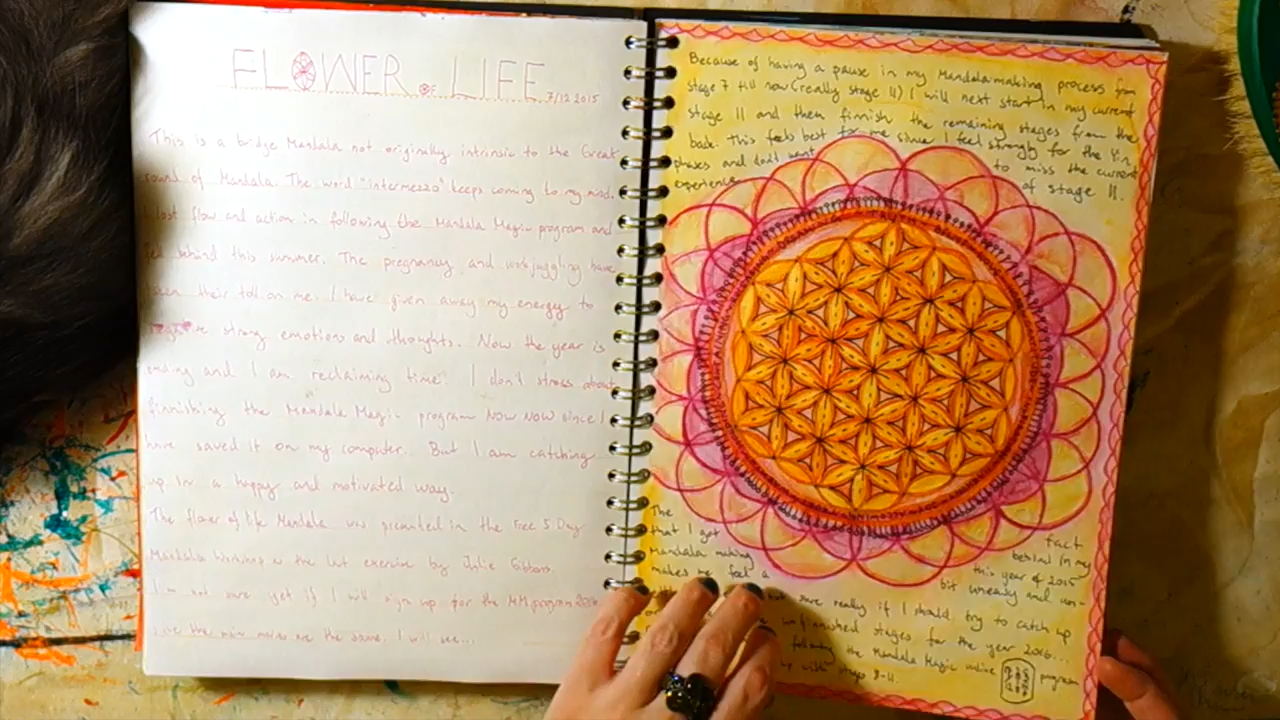 FLOWER OF LIFE
7/12 2015
This is a bridge Mandala not originally intrinsic to the Great
round of Mandala. The word "intermezzo" keeps coming to my mind.
I lost flow and action in following the Mandala Magic program and
fell behind this summer. The pregnancy and work juggling have
taken their toll on me. I have given away my energy to
strong emotions and thoughts. Now the year is
ending and I am reclaiming time. I don't stress about
finnishing the Mandala Magic program NOW NOW since I
have saved it on my computer. But I am catching
up in a happy and motivated way.
The flower of life Mandala was presented in the Free 5 Day
Mandala Workshop as the last exercise by Julie Gibbons.
I'm not sure yet if I will sign up for the MM program 2016
the are the same. I will see...
Because of having a pause in my Mandalamaking process from
stage 7 till now (really stage 11) I will next start in my current
stage 11 and then finnish the remaining stages from the
back. This feels best for me since I feel strongly for the Yin
phases and don't want to miss the current
experience of stage 11.
The fact
that I got behind in my
Mandala making this year of 2015
makes me feel a bit uneasy and un-
not sure really if I should try to catch up
unfinnished stages for the year 2016...
following the Mandala Magic online program
up with stages 8-11.